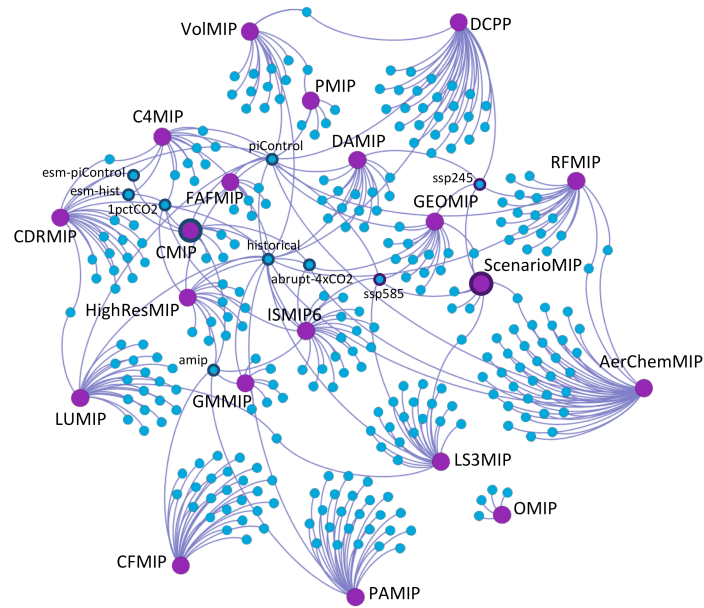 VolMIP
DCPP
PMIP
C4MIP
DAMIP
piControl
RFMIP
esm-piControl
ssp245
esm-hist
FAFMIP
1pctCO2
GEOMIP
CDRMIP
CMIP
historical
ScenarioMIP
abrupt-4xCO2
ssp585
HighResMIP
ISMIP6
amip
AerChemMIP
GMMIP
LUMIP
LS3MIP
OMIP
CFMIP
PAMIP